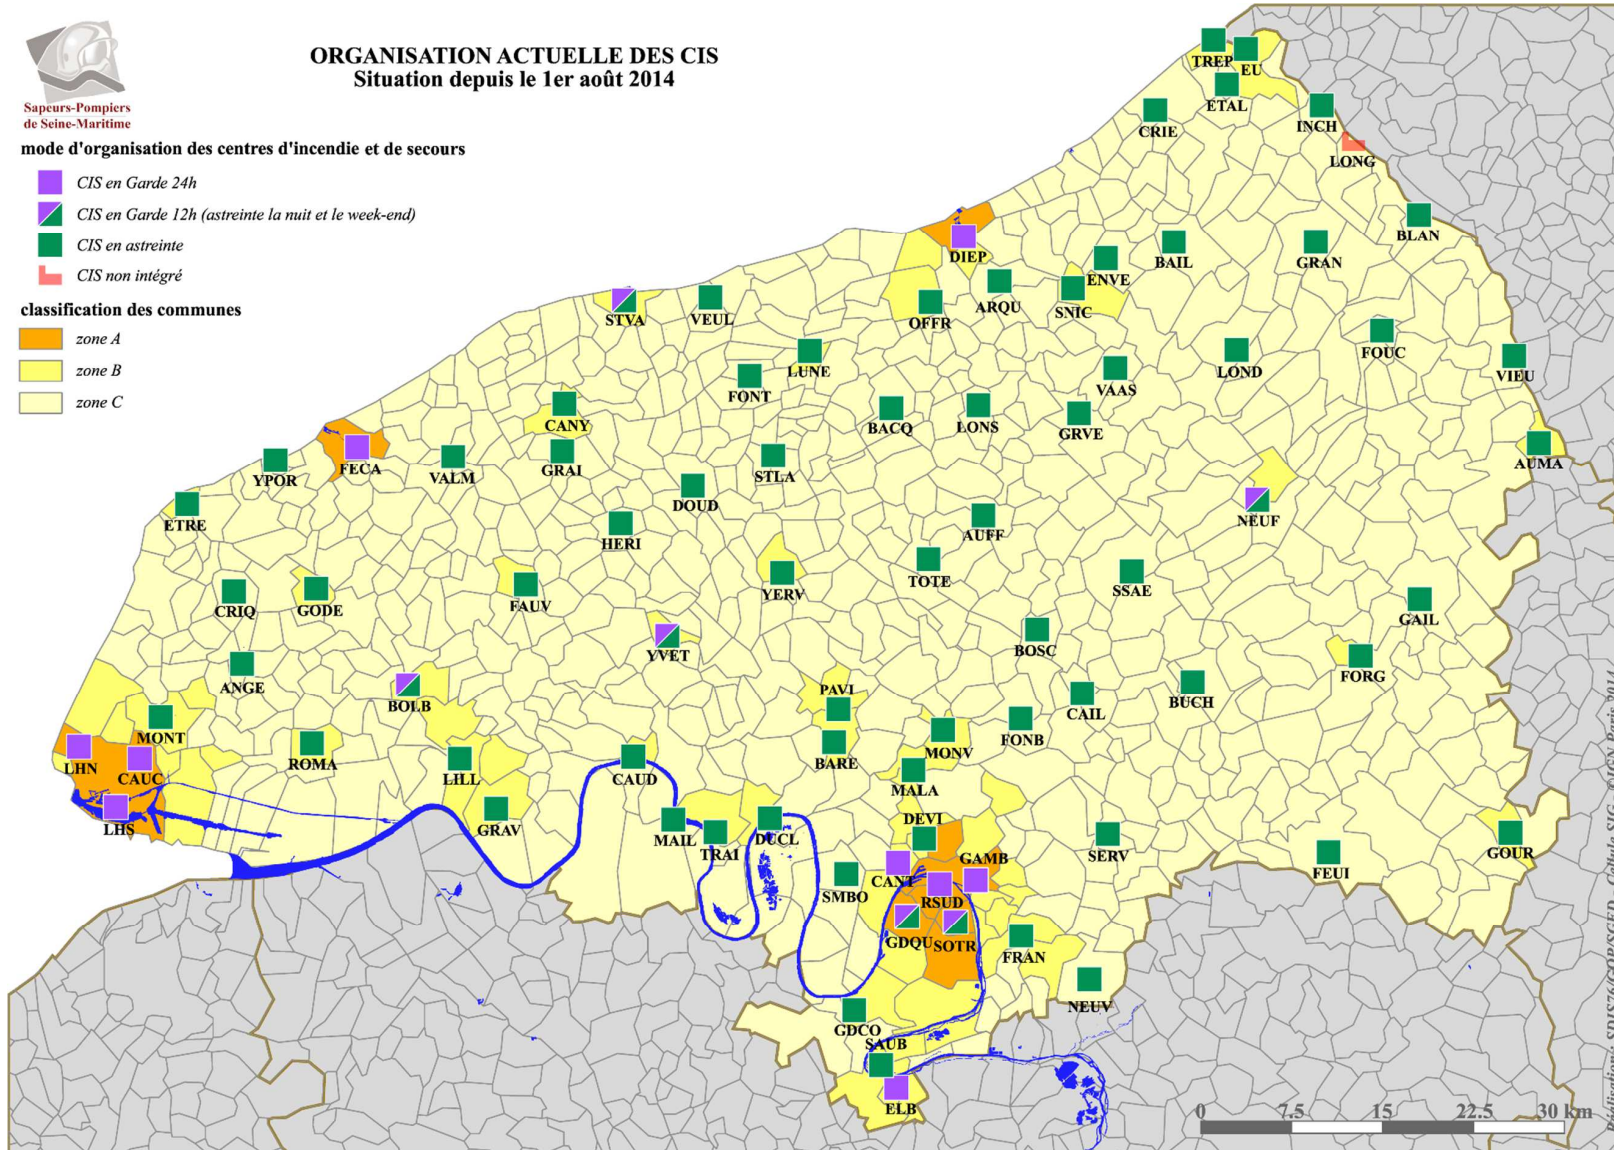 ORGANISATION ACTUELLE DES CIS
Situation depuis le 1er août 2014
Sapeurs-Pompiers
de Seine-Maritime
mode d'organisation des centres d'incendie et de secours
CIS en Garde 24h
CIS en Garde 12h (astreinte la nuit et le week-end)
CIS en astreinte
CIS non intégré
classification des communes
zone A
zone B
zone C
TREP
EU
ETAL
CRIE
INCH
LONG
BLAN
DIEP
ENVE
BAIL
GRAN
STVA
VEUL
OFFR
ARQU
SNIC
LUNE
FONT
VAAS
LOND
FOUC
VIEU
CANY
BACQ
LONS
GRVE
FECA
YPOR
VALM
GRAI
STLA
AUMA
ETRE
DOUD
HERI
AUFF
NEUF
CRIQ
GODE
FAUV
YERV
TOTE
SSAE
GAIL
YVET
BOSC
ANGE
BOLB
PAVI
CAIL
BUCH
FORG
MONT
LHN
CAUC
ROMA
LILL
CAUD
BARE
MONV
FONB
MALA
LHS
GRAV
MAIL
TRAI
DUCL
DEVI
GAMB
SERV
FEUI
GOUR
SMBO
CANT
RSUD
GDQU
SOTR
FRAN
NEUV
GDCO
SAUB
ELB
0 7.5 15 22.5 30 km